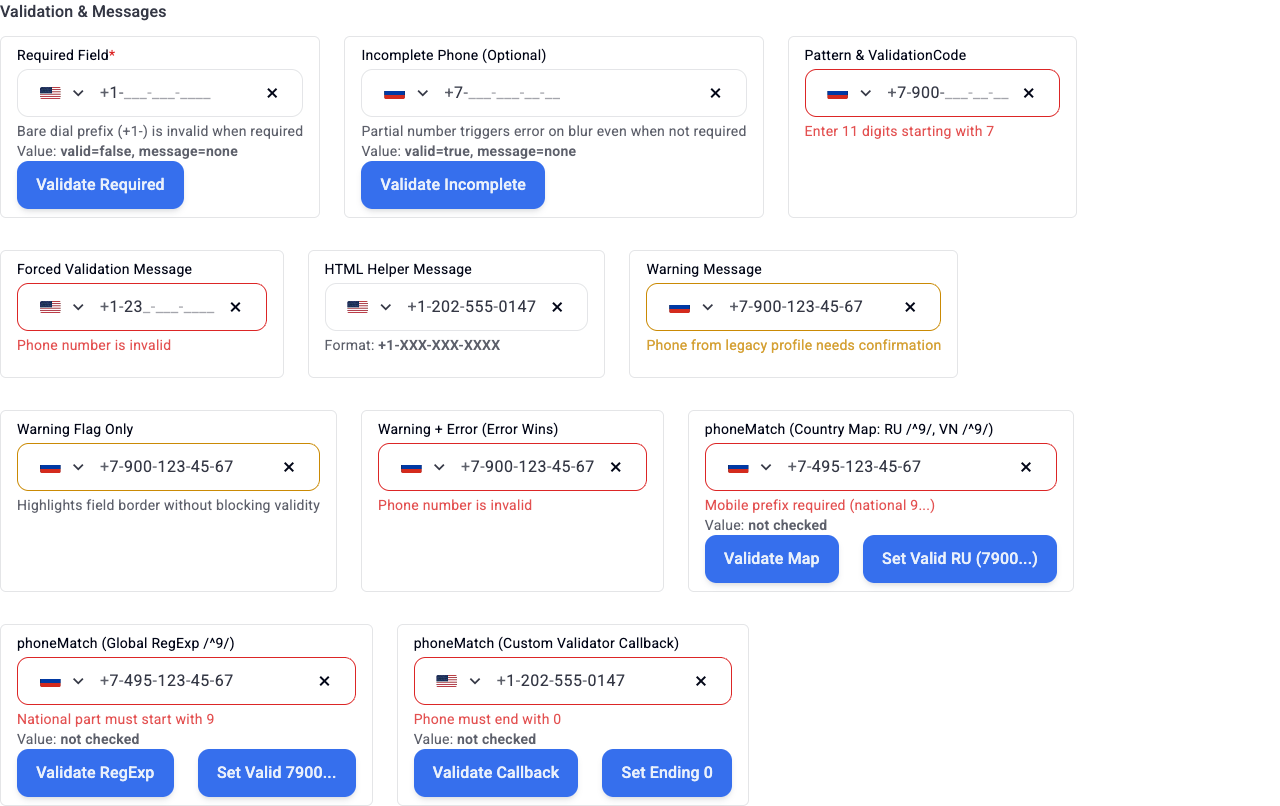 Validation & Messages
Required Field*
+1-___-___-____
Bare dial prefix (+1-) is invalid when required
Value: valid=false, message=none
Validate Required
Incomplete Phone (Optional)
+7-___-___-__-__
Partial number triggers error on blur even when not required
Value: valid=true, message=none
Validate Incomplete
Pattern & ValidationCode
+7-900-___-__-__
Enter 11 digits starting with 7
Forced Validation Message
+1-23_-___-____
Phone number is invalid
HTML Helper Message
+1-202-555-0147
Format: +1-XXX-XXX-XXXX
Warning Message
+7-900-123-45-67
Phone from legacy profile needs confirmation
Warning Flag Only
+7-900-123-45-67
Highlights field border without blocking validity
Warning + Error (Error Wins)
+7-900-123-45-67
Phone number is invalid
phoneMatch (Country Map: RU /^9/, VN /^9/)
+7-495-123-45-67
Mobile prefix required (national 9...)
Value: not checked
Validate Map
Set Valid RU (7900...)
phoneMatch (Global RegExp /^9/)
+7-495-123-45-67
National part must start with 9
Value: not checked
Validate RegExp
Set Valid 7900...
phoneMatch (Custom Validator Callback)
+1-202-555-0147
Phone must end with 0
Value: not checked
Validate Callback
Set Ending 0